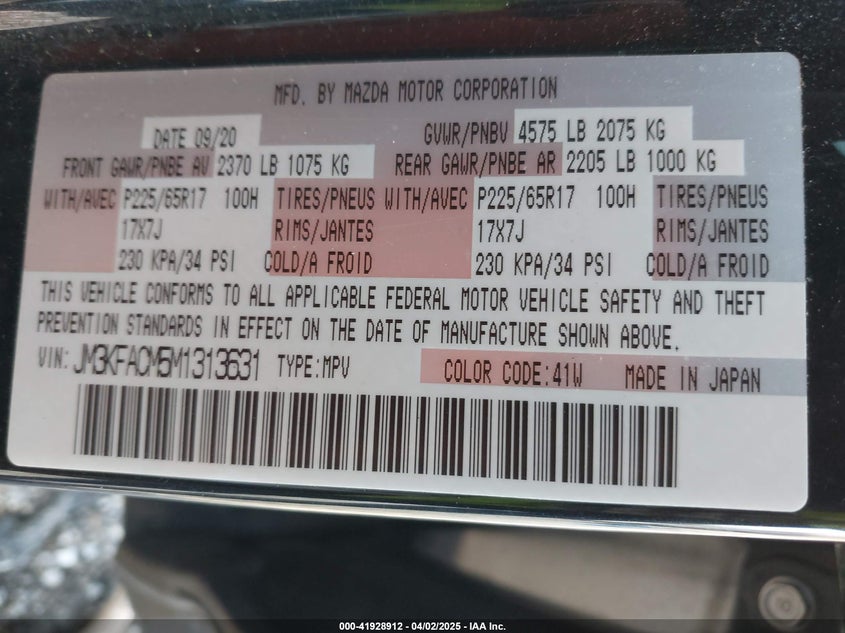 MFD. BY MAZDA MOTOR CORPORATION
DATE 09/20 GVWR/PNBV 4575 LB 2075 KG
FRONT GAWR/PNBE AV 2370 LB 1075 KG REAR GAWR/PNBE AR 2205 LB 1000 KG
WITH/AVEC P225/65R17 100H TIRES/PNEUS WITH/AVEC P225/65R17 100H TIRES/PNEUS
17X7J RIMS/JANTES 17X7J RIMS/JANTES
230 KPA/34 PSI COLD/A FROID 230 KPA/34 PSI COLD/A FROID
THIS VEHICLE CONFORMS TO ALL APPLICABLE FEDERAL MOTOR VEHICLE SAFETY AND THEFT
PREVENTION STANDARDS IN EFFECT ON THE DATE OF MANUFACTURE SHOWN ABOVE.
VIN: JM3KFACM5M1313631 TYPE:MPV COLOR CODE:41W MADE IN JAPAN
000-41928912 - 04/02/2025 - IAA Inc.